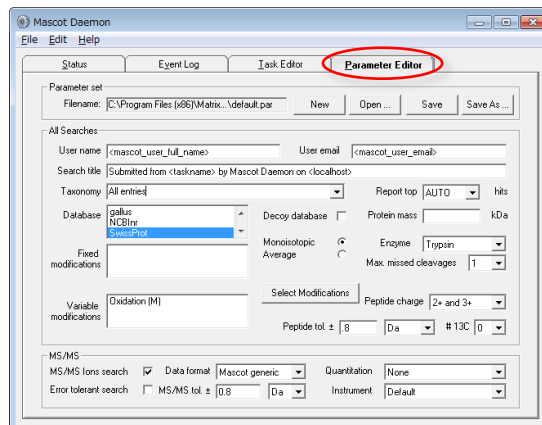 Mascot Daemon
File Edit Help
Status Event Log Task Editor Parameter Editor
Parameter set
Filename: C:\Program Files (x86)\Matrix...\default.par New Open ... Save Save As ...
All Searches
User name <mascot_user_full_name> User email <mascot_user_email>
Search title Submitted from <taskname> by Mascot Daemon on <localhost>
Taxonomy All entries Report top AUTO hits
Database gallus Decoy database Protein mass kDa
NCBInr
SwissProt
Fixed modifications Monoisotopic Enzyme Trypsin
Average Max. missed cleavages 1
Select Modifications
Variable modifications Oxidation (M) Peptide charge 2+ and 3+
Peptide tol. ± .8 Da # 13C 0
MS/MS
MS/MS Ions search Data format Mascot generic Quantitation None
Error tolerant search MS/MS tol. ± 0.8 Da Instrument Default